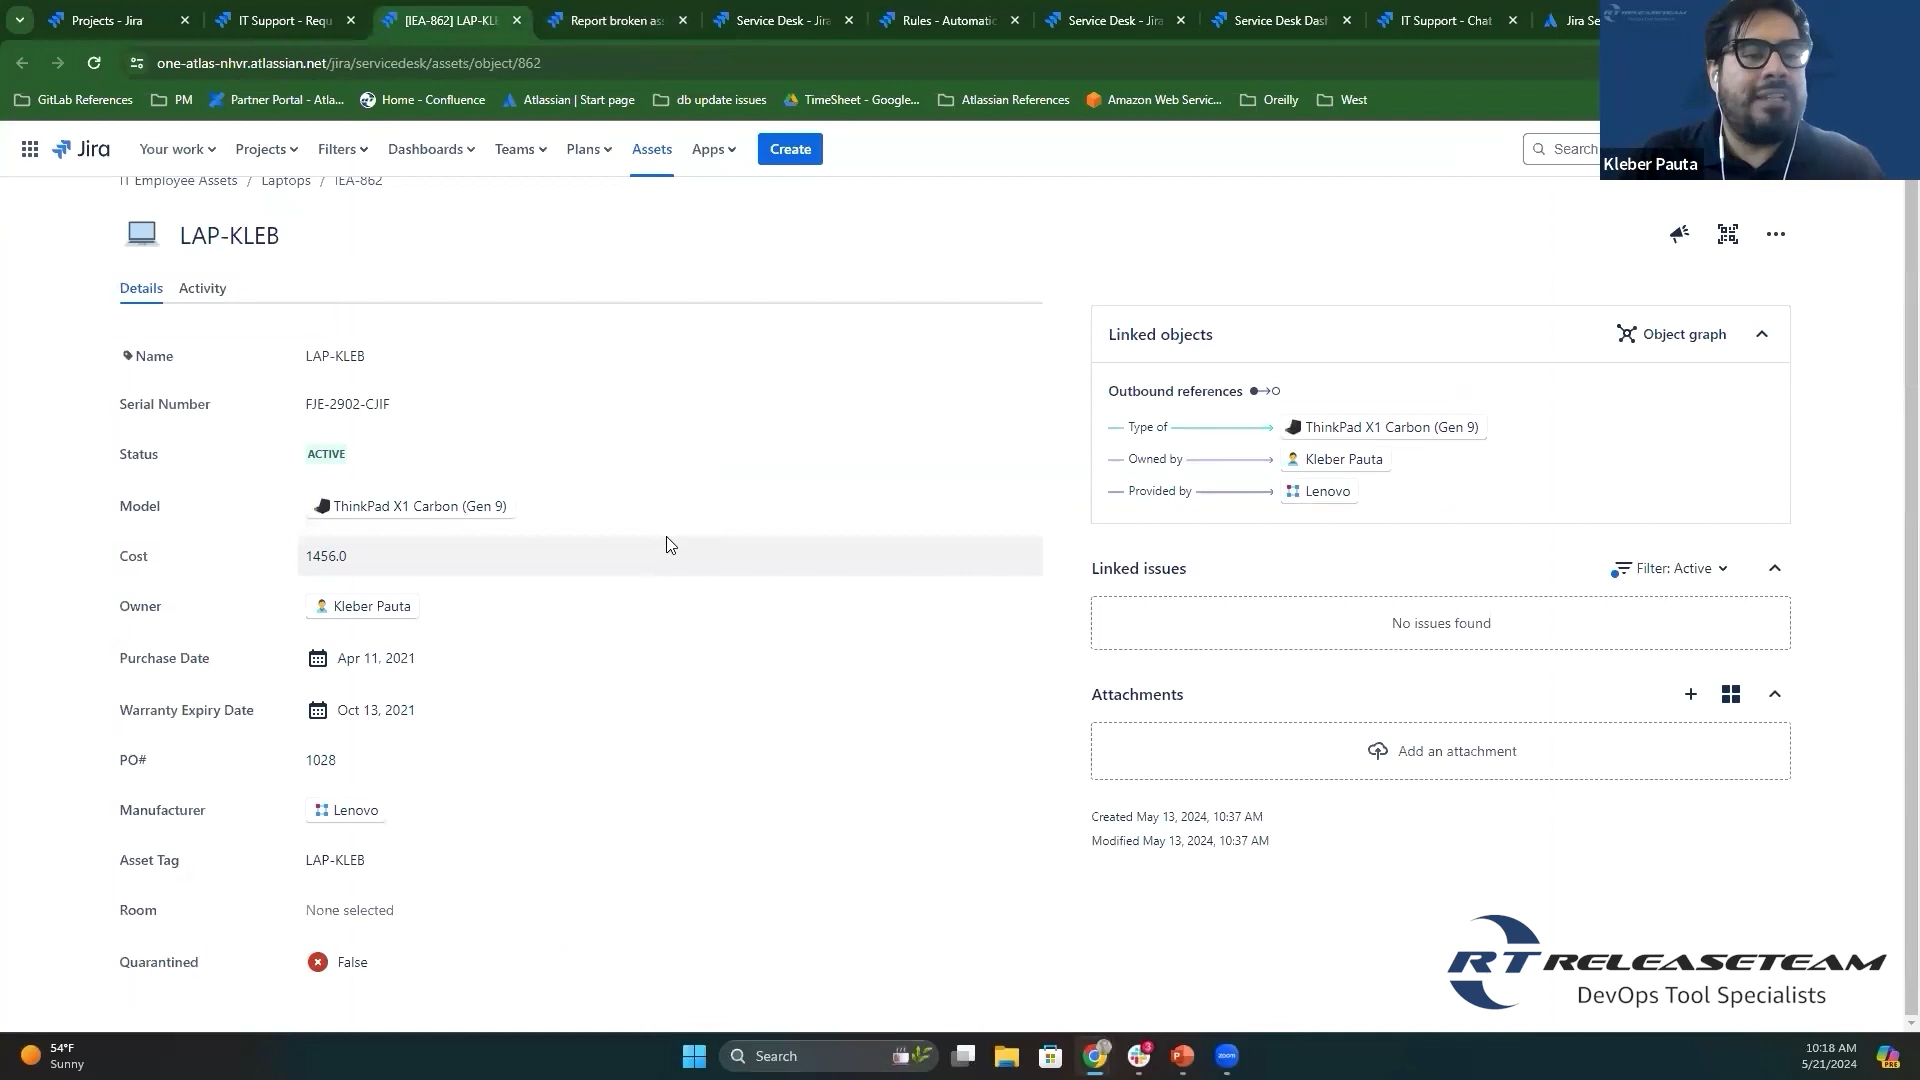 Projects - Jira
IT Support - Requ
[IEA-862] LAP-KLE
Report broken as
Service Desk - Jira
Rules - Automatic
Service Desk - Jira
Service Desk Das
IT Support - Chat
Jira Se
one-atlas-nhvr.atlassian.net/jira/servicedesk/assets/object/862
GitLab References
PM
Partner Portal - Atla...
Home - Confluence
Atlassian | Start page
db update issues
TimeSheet - Google...
Atlassian References
Amazon Web Servic...
Oreilly
West
Kleber Pauta
Jira
Your work
Projects
Filters
Dashboards
Teams
Plans
Assets
Apps
Create
Search
IT Employee Assets / Laptops / IEA-862
LAP-KLEB
Details
Activity
Name LAP-KLEB
Serial Number FJE-2902-CJIF
Status ACTIVE
Model ThinkPad X1 Carbon (Gen 9)
Cost 1456.0
Owner Kleber Pauta
Purchase Date Apr 11, 2021
Warranty Expiry Date Oct 13, 2021
PO# 1028
Manufacturer Lenovo
Asset Tag LAP-KLEB
Room None selected
Quarantined False
Linked objects
Object graph
Outbound references
Type of ThinkPad X1 Carbon (Gen 9)
Owned by Kleber Pauta
Provided by Lenovo
Linked issues
Filter: Active
No issues found
Attachments
Add an attachment
Created May 13, 2024, 10:37 AM
Modified May 13, 2024, 10:37 AM
RT RELEASETEAM
DevOps Tool Specialists
54°F
Sunny
Search
3
zoom
10:18 AM
5/21/2024
PRE